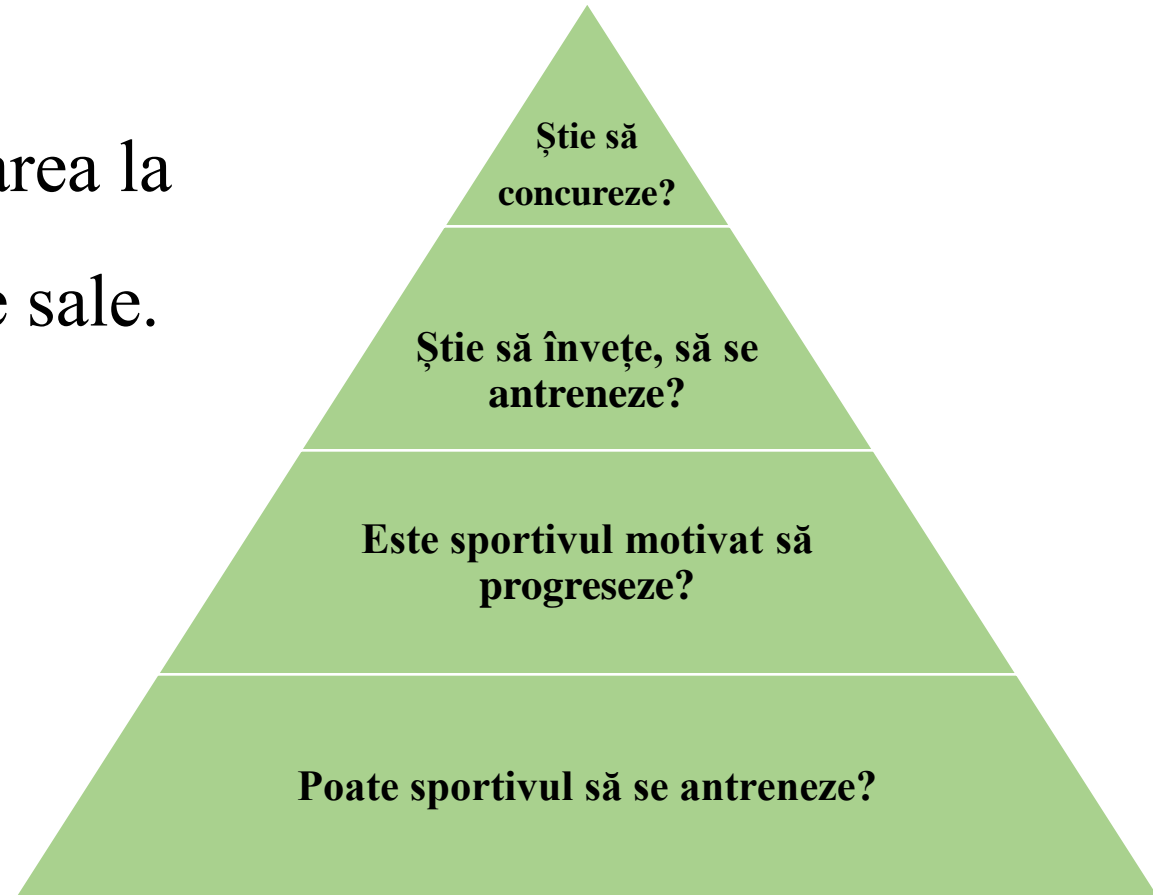 area la
e sale.
Știe să
concureze?
Știe să învețe, să se
antreneze?
Este sportivul motivat să
progreseze?
Poate sportivul să se antreneze?